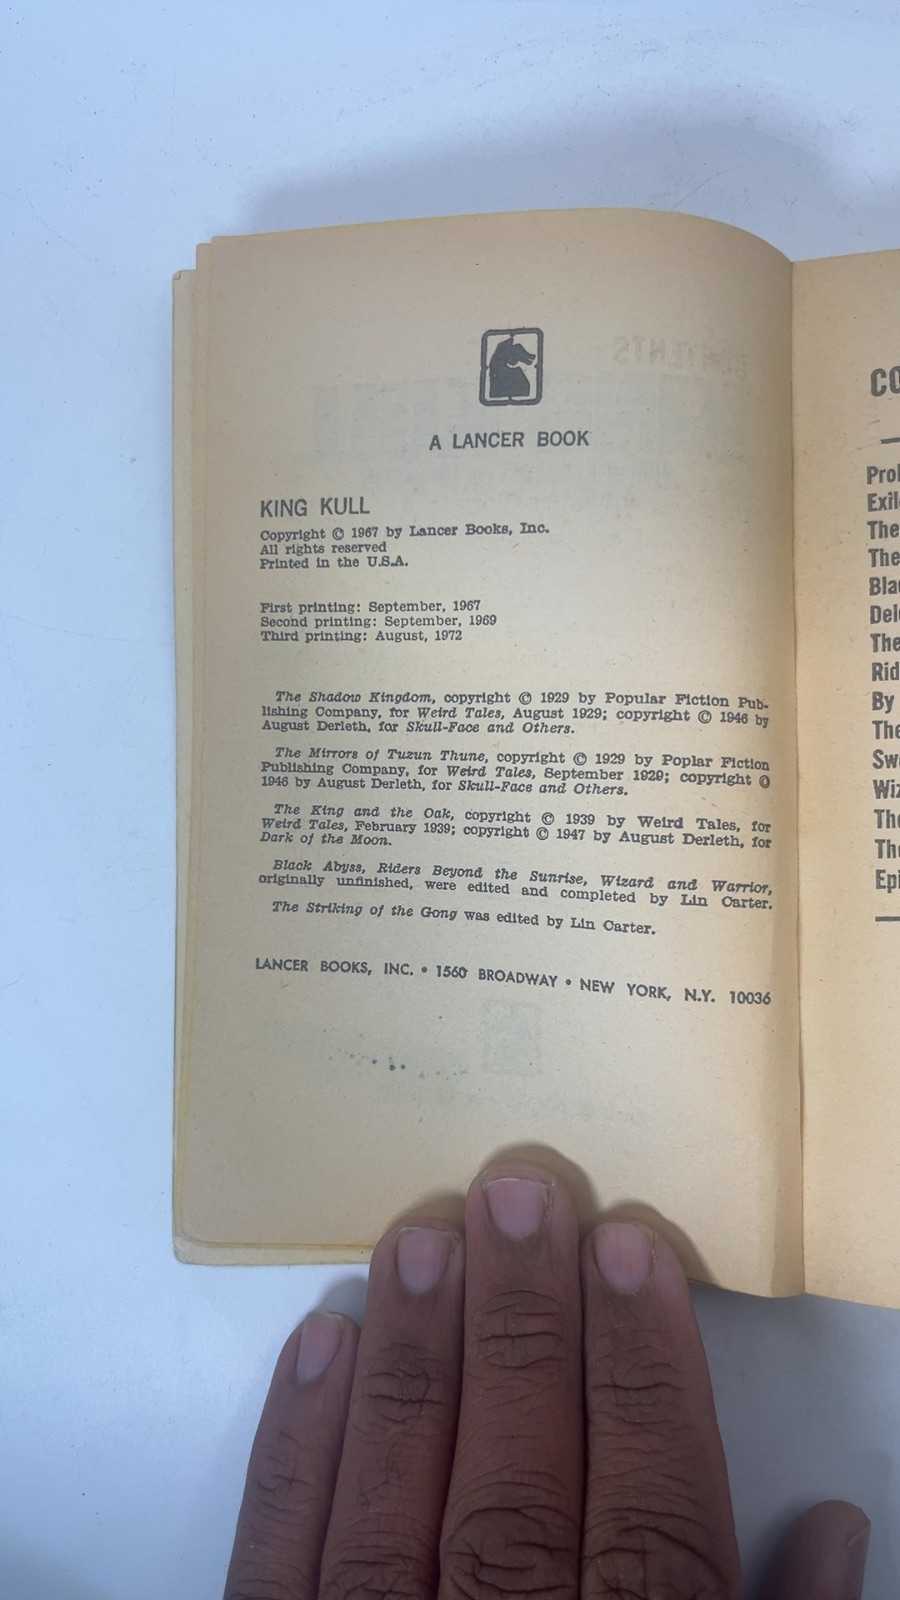 A LANCER BOOK
KING KULL
Copyright © 1967 by Lancer Books, Inc.
All rights reserved
Printed in the U.S.A.
First printing: September, 1967
Second printing: September, 1969
Third printing: August, 1972
The Shadow Kingdom, copyright © 1929 by Popular Fiction Pub-
lishing Company, for Weird Tales, August 1929; copyright © 1946 by
August Derleth, for Skull-Face and Others.
The Mirrors of Tuzun Thune, copyright © 1929 by Poplar Fiction
Publishing Company, for Weird Tales, September 1929; copyright ©
1946 by August Derleth, for Skull-Face and Others.
The King and the Oak, copyright © 1939 by Weird Tales, for
Weird Tales, February 1939; copyright © 1947 by August Derleth, for
Dark of the Moon.
Black Abyss, Riders Beyond the Sunrise, Wizard and Warrior,
originally unfinished, were edited and completed by Lin Carter.
The Striking of the Gong was edited by Lin Carter.
LANCER BOOKS, INC. • 1560 BROADWAY • NEW YORK, N.Y. 10036
The
The
By
The
The
The